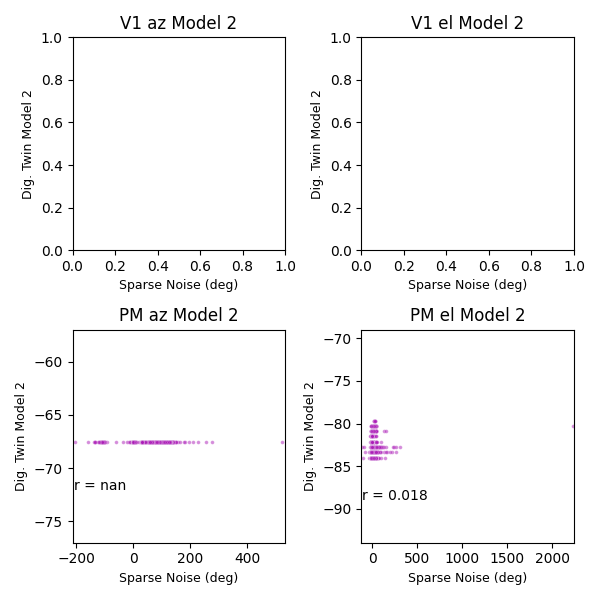 V1 az Model 2
V1 el Model 2
1.0
0.8
0.6
0.4
0.2
0.0
Dig. Twin Model 2
0.0 0.2 0.4 0.6 0.8 1.0
Sparse Noise (deg)
1.0
0.8
0.6
0.4
0.2
0.0
Dig. Twin Model 2
0.0 0.2 0.4 0.6 0.8 1.0
Sparse Noise (deg)
PM az Model 2
PM el Model 2
−60
−65
−70
−75
Dig. Twin Model 2
r = nan
−200 0 200 400
Sparse Noise (deg)
−70
−75
−80
−85
−90
Dig. Twin Model 2
r = 0.018
0 500 1000 1500 2000
Sparse Noise (deg)